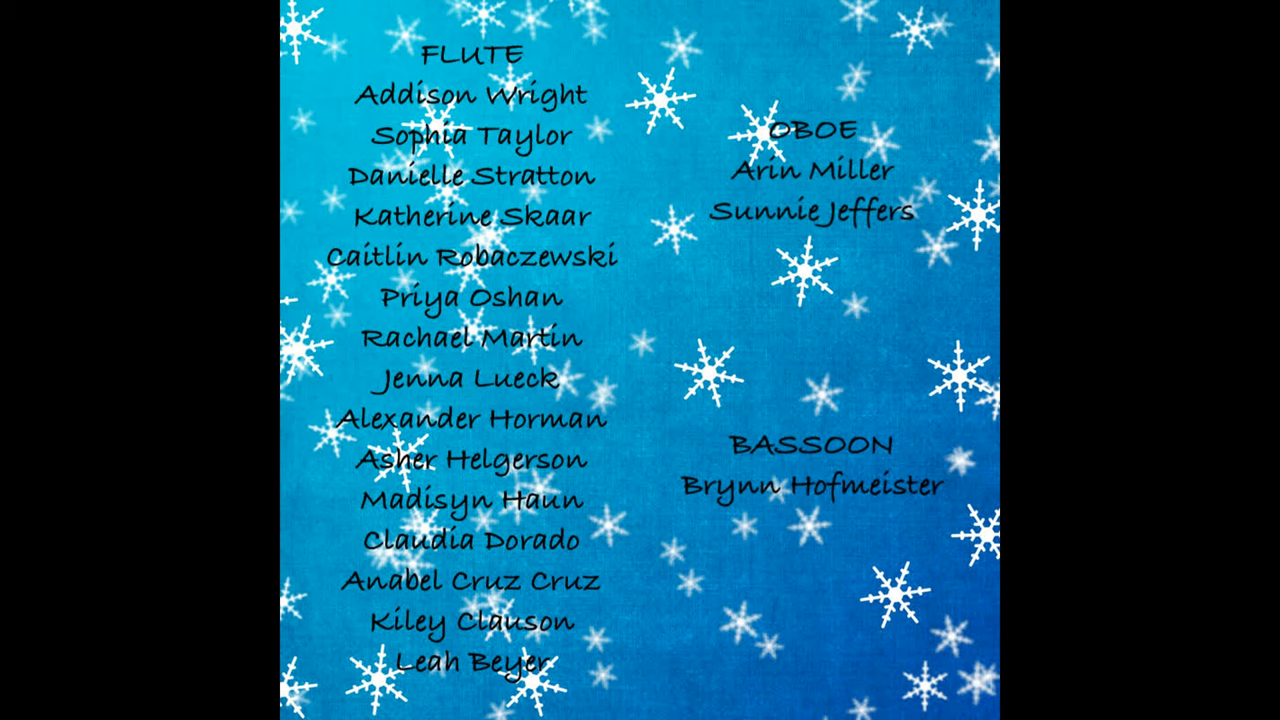 FLUTE
Addison Wright
Sophia Taylor
Danielle Stratton
Katherine Skaar
Caitlin Robaczewski
Priya Oshan
Rachael Martin
Jenna Lueck
Alexander Horman
Asher Helgerson
Madisyn Haun
Claudia Dorado
Anabel Cruz Cruz
Kiley Clauson
Leah Beyer
OBOE
Arin Miller
Sunnie Jeffers
BASSOON
Brynn Hofmeister